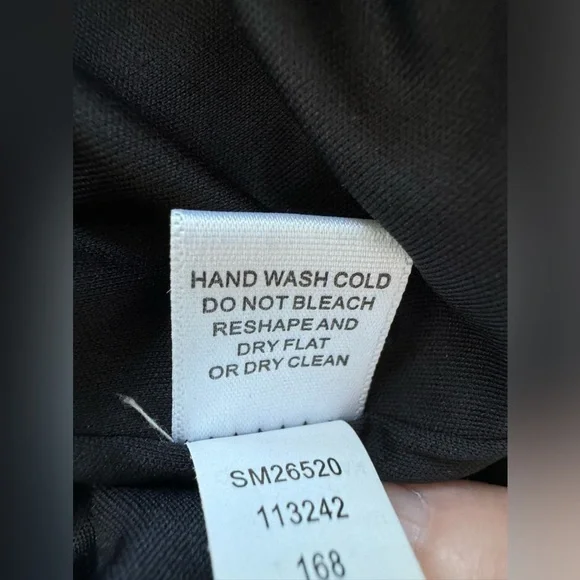 HAND WASH COLD
DO NOT BLEACH
RESHAPE AND
DRY FLAT
OR DRY CLEAN
SM26520
113242
168